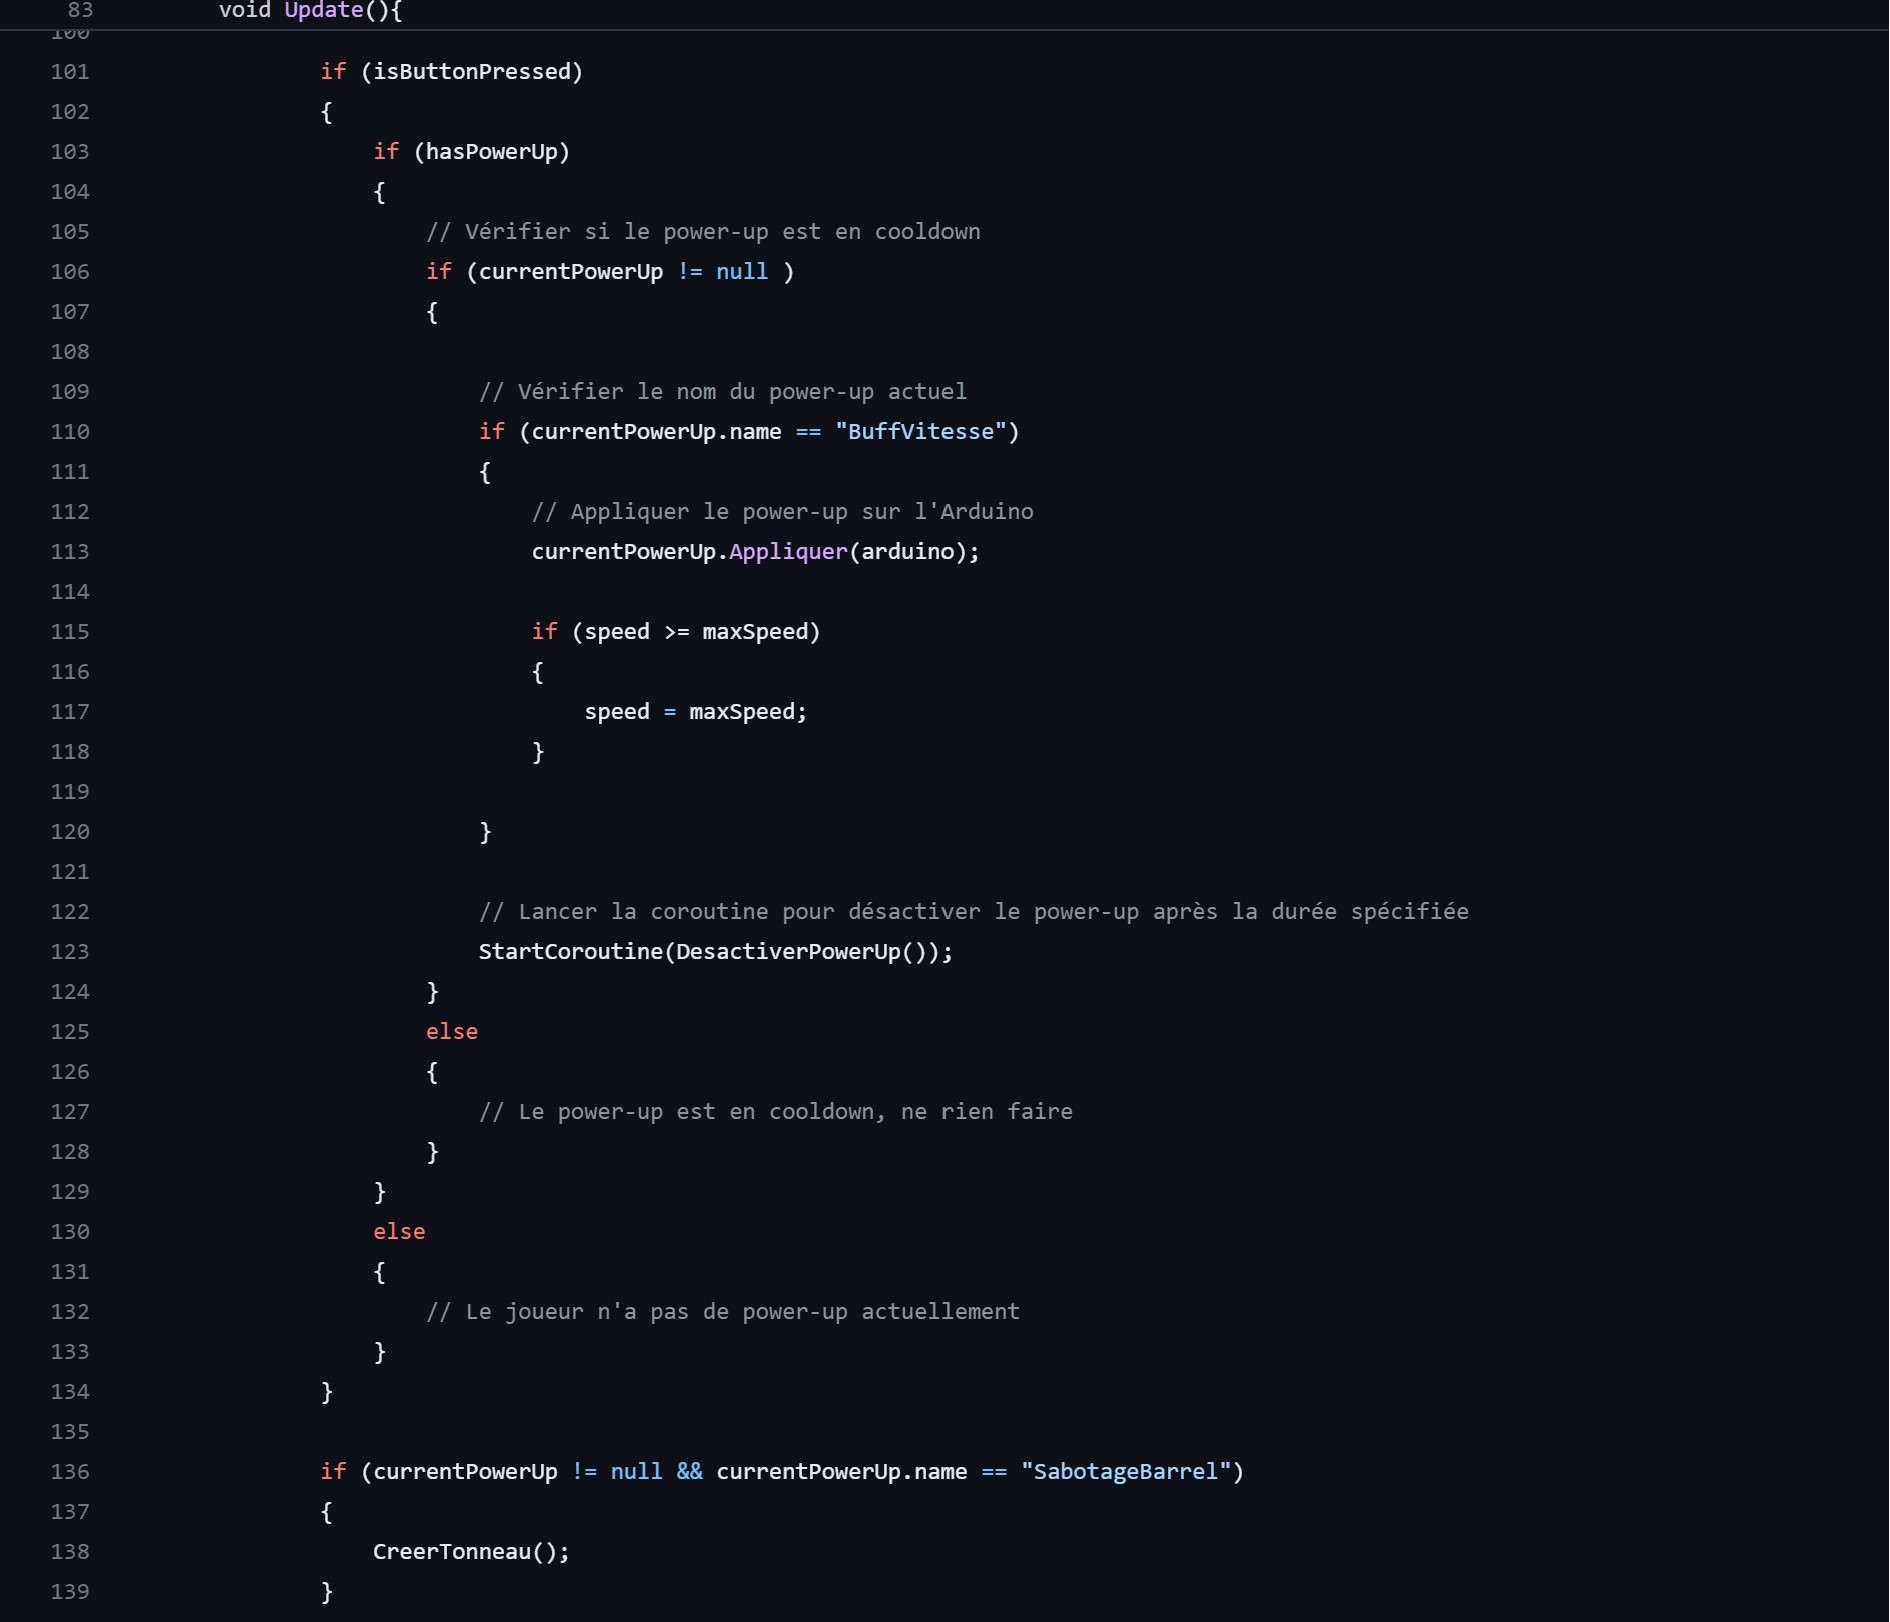 83 void Update(){
100
101 if (isButtonPressed)
102 {
103 if (hasPowerUp)
104 {
105 // Vérifier si le power-up est en cooldown
106 if (currentPowerUp != null )
107 {
108
109 // Vérifier le nom du power-up actuel
110 if (currentPowerUp.name == "BuffVitesse")
111 {
112 // Appliquer le power-up sur l'Arduino
113 currentPowerUp.Appliquer(arduino);
114
115 if (speed >= maxSpeed)
116 {
117 speed = maxSpeed;
118 }
119
120 }
121
122 // Lancer la coroutine pour désactiver le power-up après la durée spécifiée
123 StartCoroutine(DesactiverPowerUp());
124 }
125 else
126 {
127 // Le power-up est en cooldown, ne rien faire
128 }
129 }
130 else
131 {
132 // Le joueur n'a pas de power-up actuellement
133 }
134 }
135
136 if (currentPowerUp != null && currentPowerUp.name == "SabotageBarrel")
137 {
138 CreerTonneau();
139 }